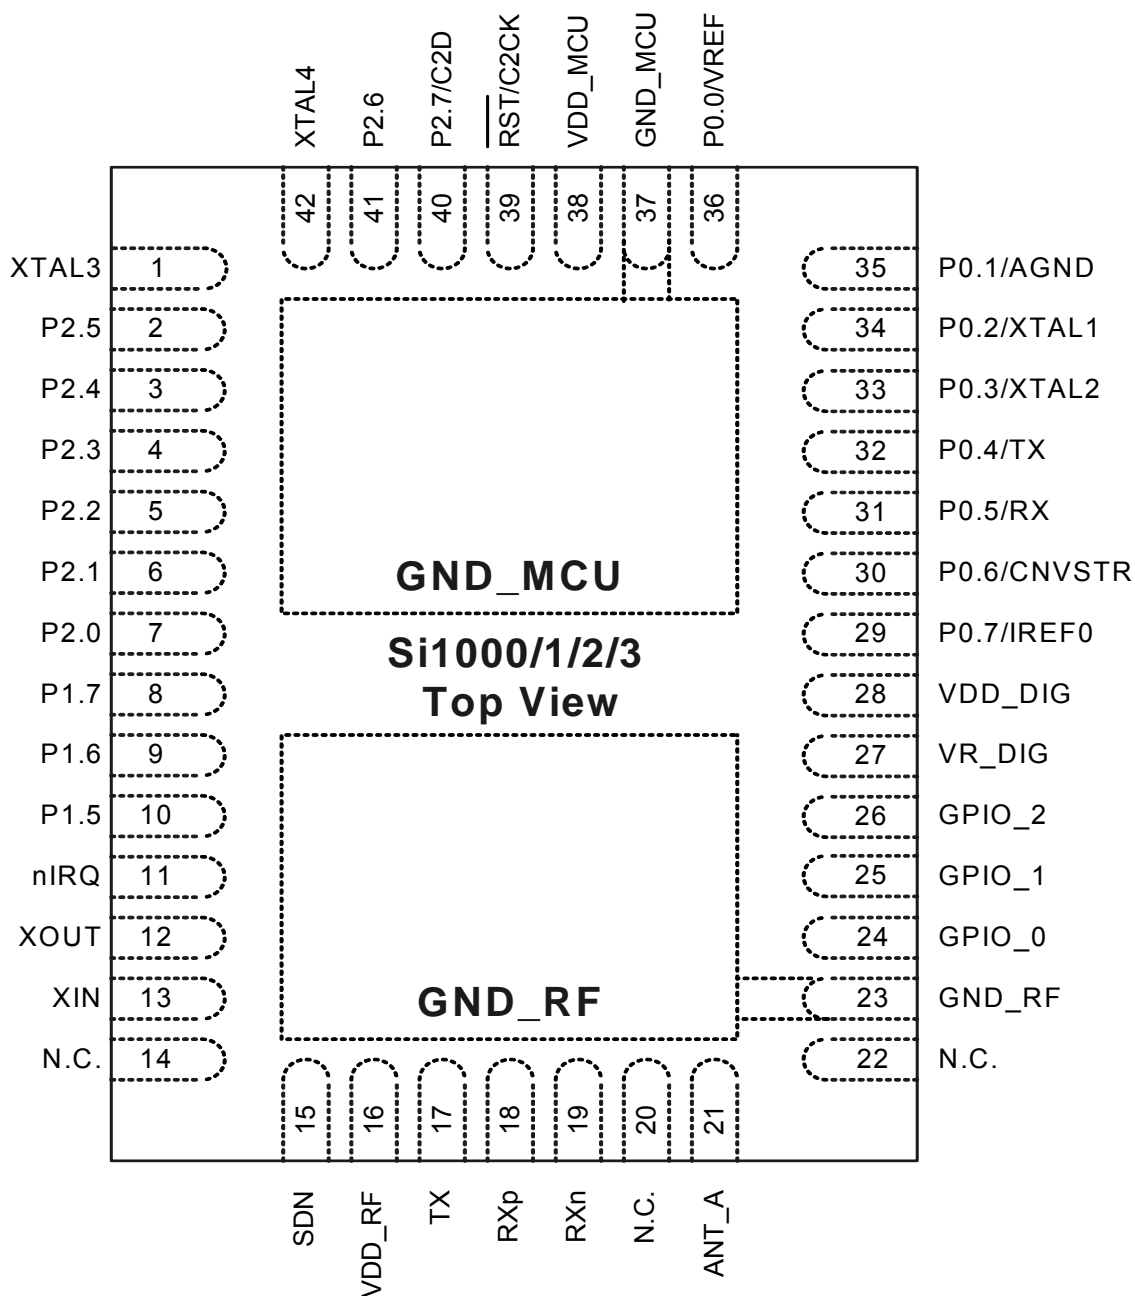 XTAL4
P2.6
P2.7/C2D
RST/C2CK
VDD_MCU
GND_MCU
P0.0/VREF
42
41
40
39
38
37
36
XTAL3 1
P2.5 2
P2.4 3
P2.3 4
P2.2 5
P2.1 6
P2.0 7
P1.7 8
P1.6 9
P1.5 10
nIRQ 11
XOUT 12
XIN 13
N.C. 14
GND_MCU
Si1000/1/2/3
Top View
GND_RF
35 P0.1/AGND
34 P0.2/XTAL1
33 P0.3/XTAL2
32 P0.4/TX
31 P0.5/RX
30 P0.6/CNVSTR
29 P0.7/IREF0
28 VDD_DIG
27 VR_DIG
26 GPIO_2
25 GPIO_1
24 GPIO_0
23 GND_RF
22 N.C.
15
16
17
18
19
20
21
SDN
VDD_RF
TX
RXp
RXn
N.C.
ANT_A